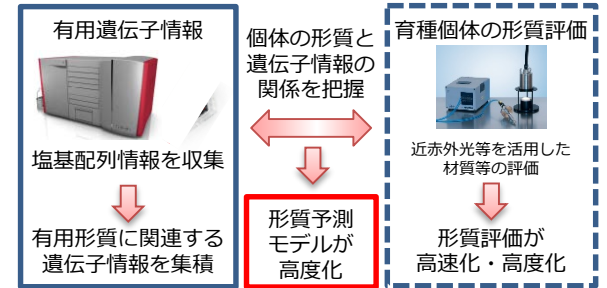 有用遺伝子情報
塩基配列情報を収集
有用形質に関連する
遺伝子情報を集積
個体の形質と
遺伝子情報の
関係を把握
形質予測
モデルが
高度化
育種個体の形質評価
近赤外光等を活用した
材質等の評価
形質評価が
高速化・高度化